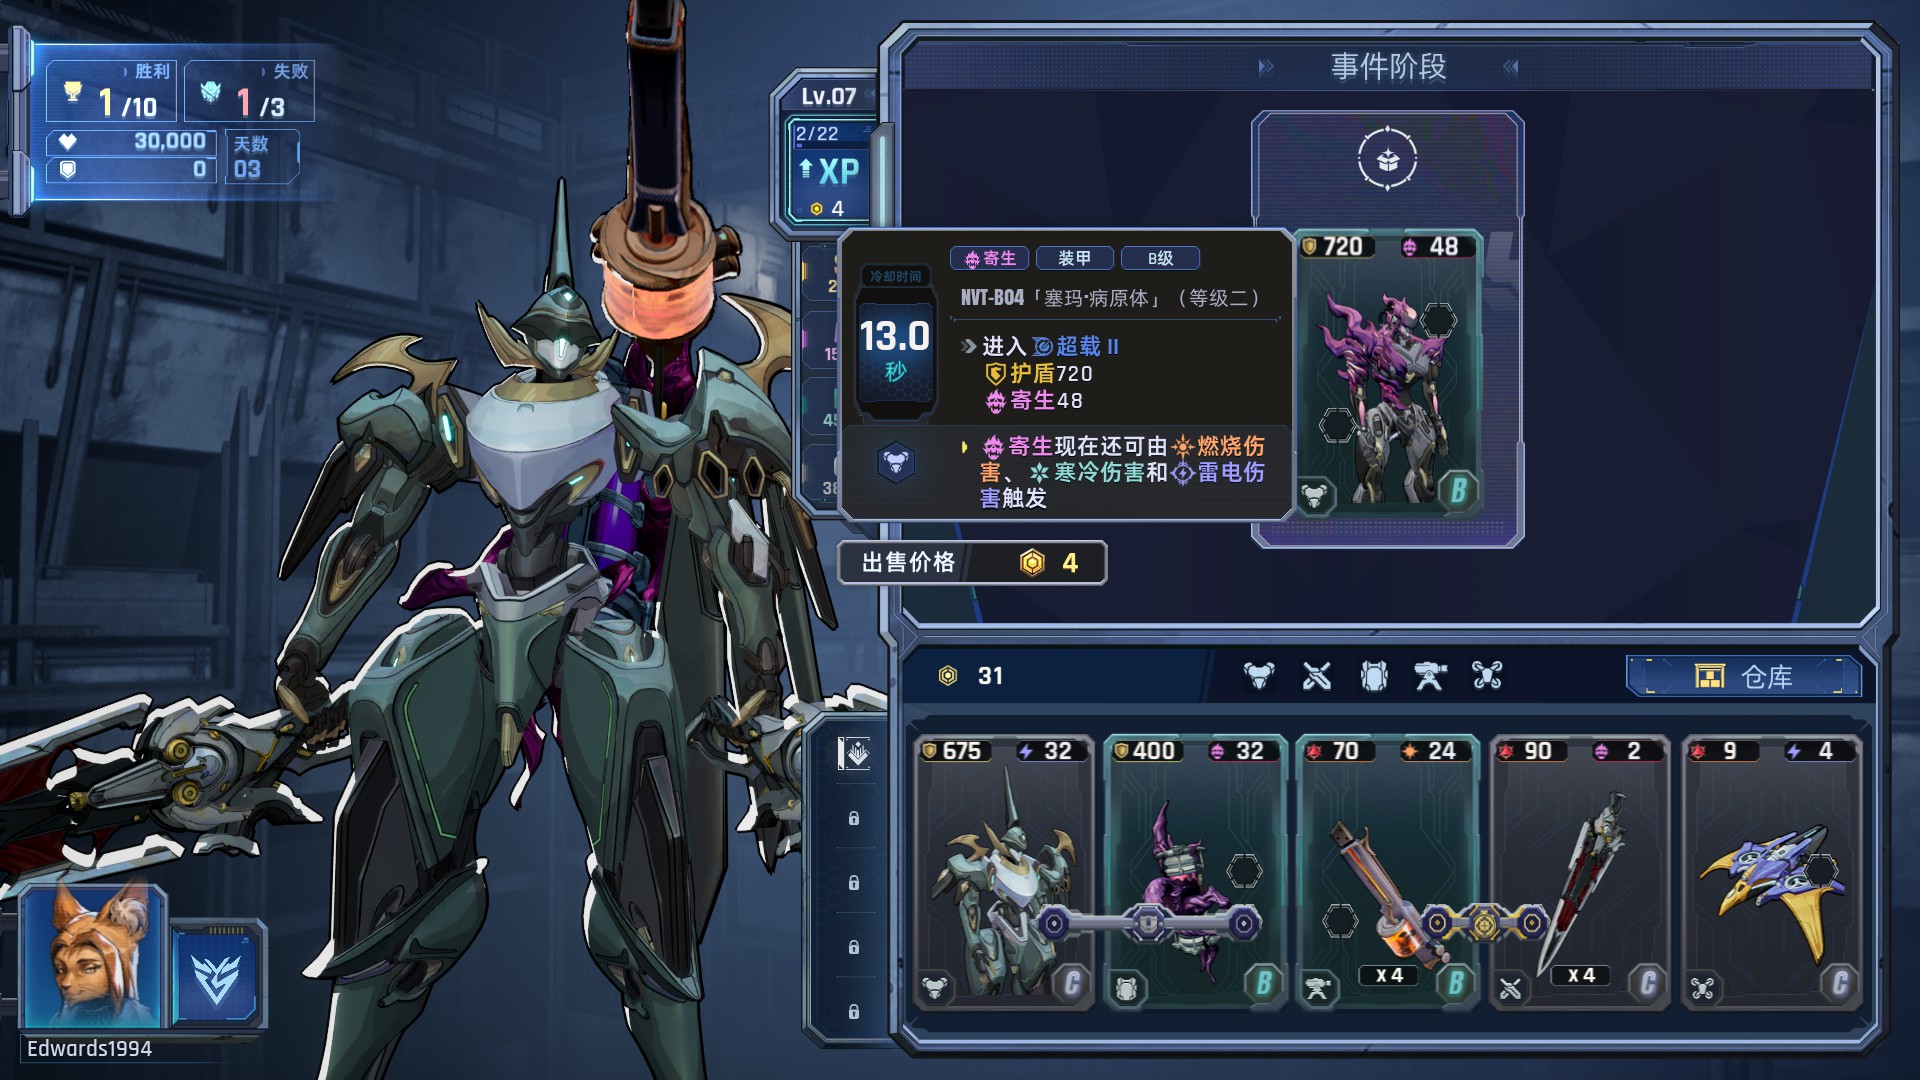 胜利
1/10
失败
1/3
30,000
0
天数
03
Lv.07
2/22
XP
4
事件阶段
720
48
寄生
装甲
B级
冷却时间
13.0
秒
NVT-B04「塞玛·病原体」（等级二）
进入超载 II
护盾720
寄生48
寄生现在还可由燃烧伤
害、寒冷伤害和雷电伤
害触发
B
出售价格
4
31
仓库
675
32
C
400
32
B
70
24
x4
B
90
2
x4
C
9
4
C
Edwards1994